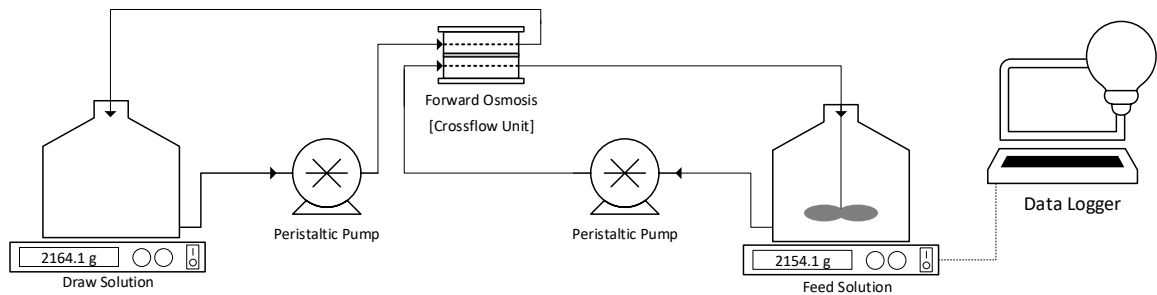 Forward Osmosis
[Crossflow Unit]
Peristaltic Pump
Peristaltic Pump
Data Logger
2164.1 g
Draw Solution
2154.1 g
Feed Solution